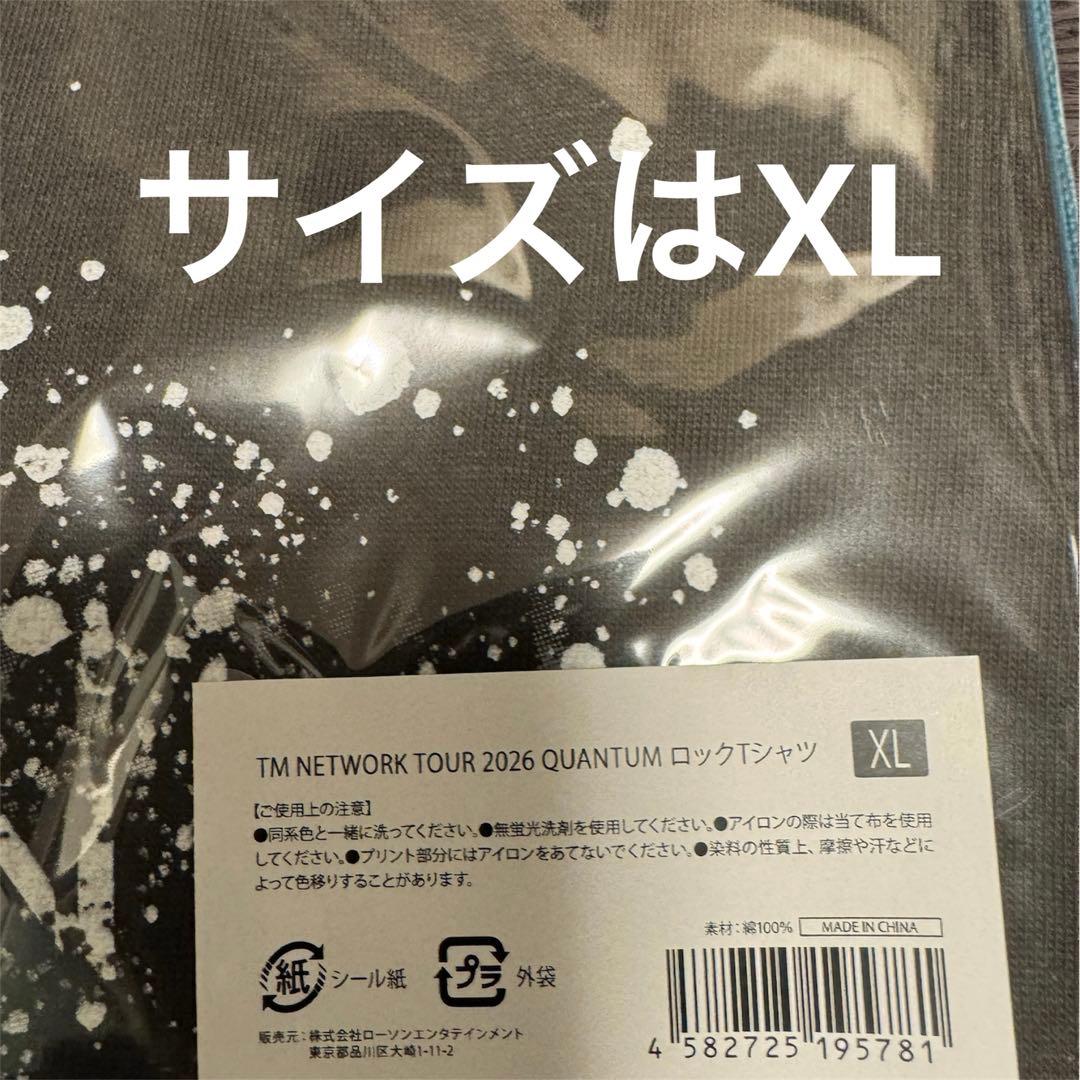 サイズはXL
TM NETWORK TOUR 2026 QUANTUM ロックTシャツ XL
【ご使用上の注意】
●同系色と一緒に洗ってください。●無蛍光洗剤を使用してください。●アイロンの際は当て布を使用
してください。●プリント部分にはアイロンをあてないでください。●染料の性質上、摩擦や汗などに
よって色移りすることがあります。
素材：綿100% MADE IN CHINA
紙 シール紙 プラ 外袋
販売元：株式会社ローソンエンタテインメント
東京都品川区大崎1-11-2
4 582725 195781